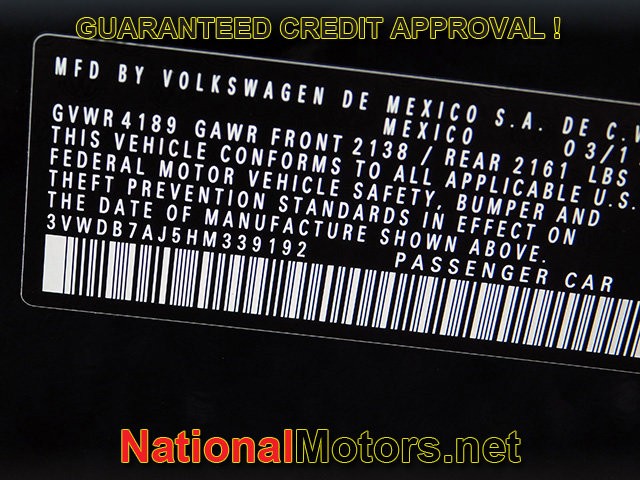 GUARANTEED CREDIT APPROVAL !
MFD BY VOLKSWAGEN DE MEXICO S.A. DE C.V
MEXICO 03/1
GVWR 4189 GAWR FRONT 2138 / REAR 2161 LBS
THIS VEHICLE CONFORMS TO ALL APPLICABLE U.S.
FEDERAL MOTOR VEHICLE SAFETY, BUMPER AND
THEFT PREVENTION STANDARDS IN EFFECT ON
THE DATE OF MANUFACTURE SHOWN ABOVE.
3VWDB7AJ5HM339192 PASSENGER CAR
NationalMotors.net